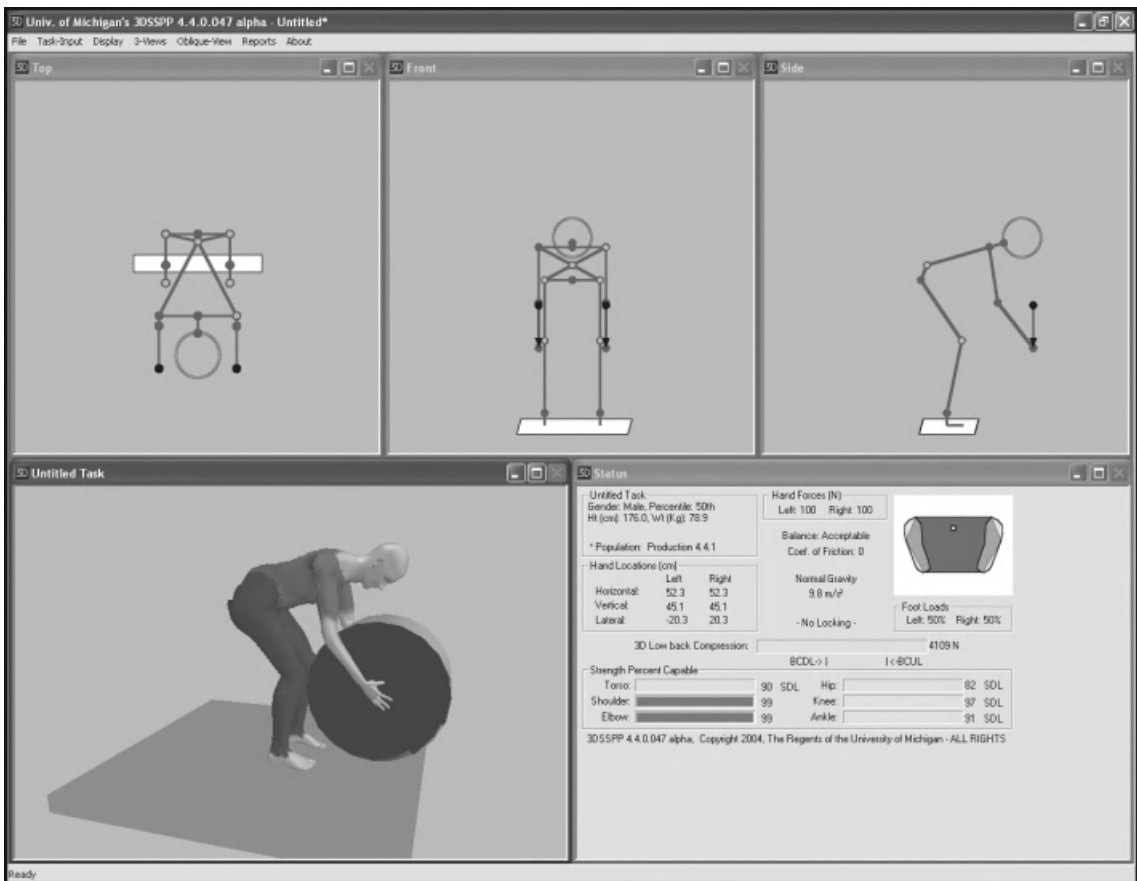 Univ. of Michigan's 3DSSPP 4.4.0.047 alpha - Untitled*
File Task-Input Display 3-Views Oblique-View Reports About
3D Top
3D Front
3D Side
3D Untitled Task
3D Status
Untitled Task
Gender: Male, Percentile: 50th
Ht (cm): 176.0, Wt (Kg): 78.9
* Population: Production 4.4.1
Hand Forces (N)
Left: 100 Right: 100
Balance: Acceptable
Coef. of Friction: 0
Hand Locations (cm)
Left Right
Horizontal: 52.3 52.3
Vertical: 45.1 45.1
Lateral: -20.3 20.3
Normal Gravity
9.8 m/s²
- No Locking -
Foot Loads
Left: 50% Right: 50%
3D Low back Compression: 4109 N
BCDL->| |<-BCUL
Strength Percent Capable
Torso: 90 SDL Hip: 82 SDL
Shoulder: 99 Knee: 97 SDL
Elbow: 99 Ankle: 91 SDL
3DSSPP 4.4.0.047 alpha, Copyright 2004, The Regents of the University of Michigan - ALL RIGHTS
Ready